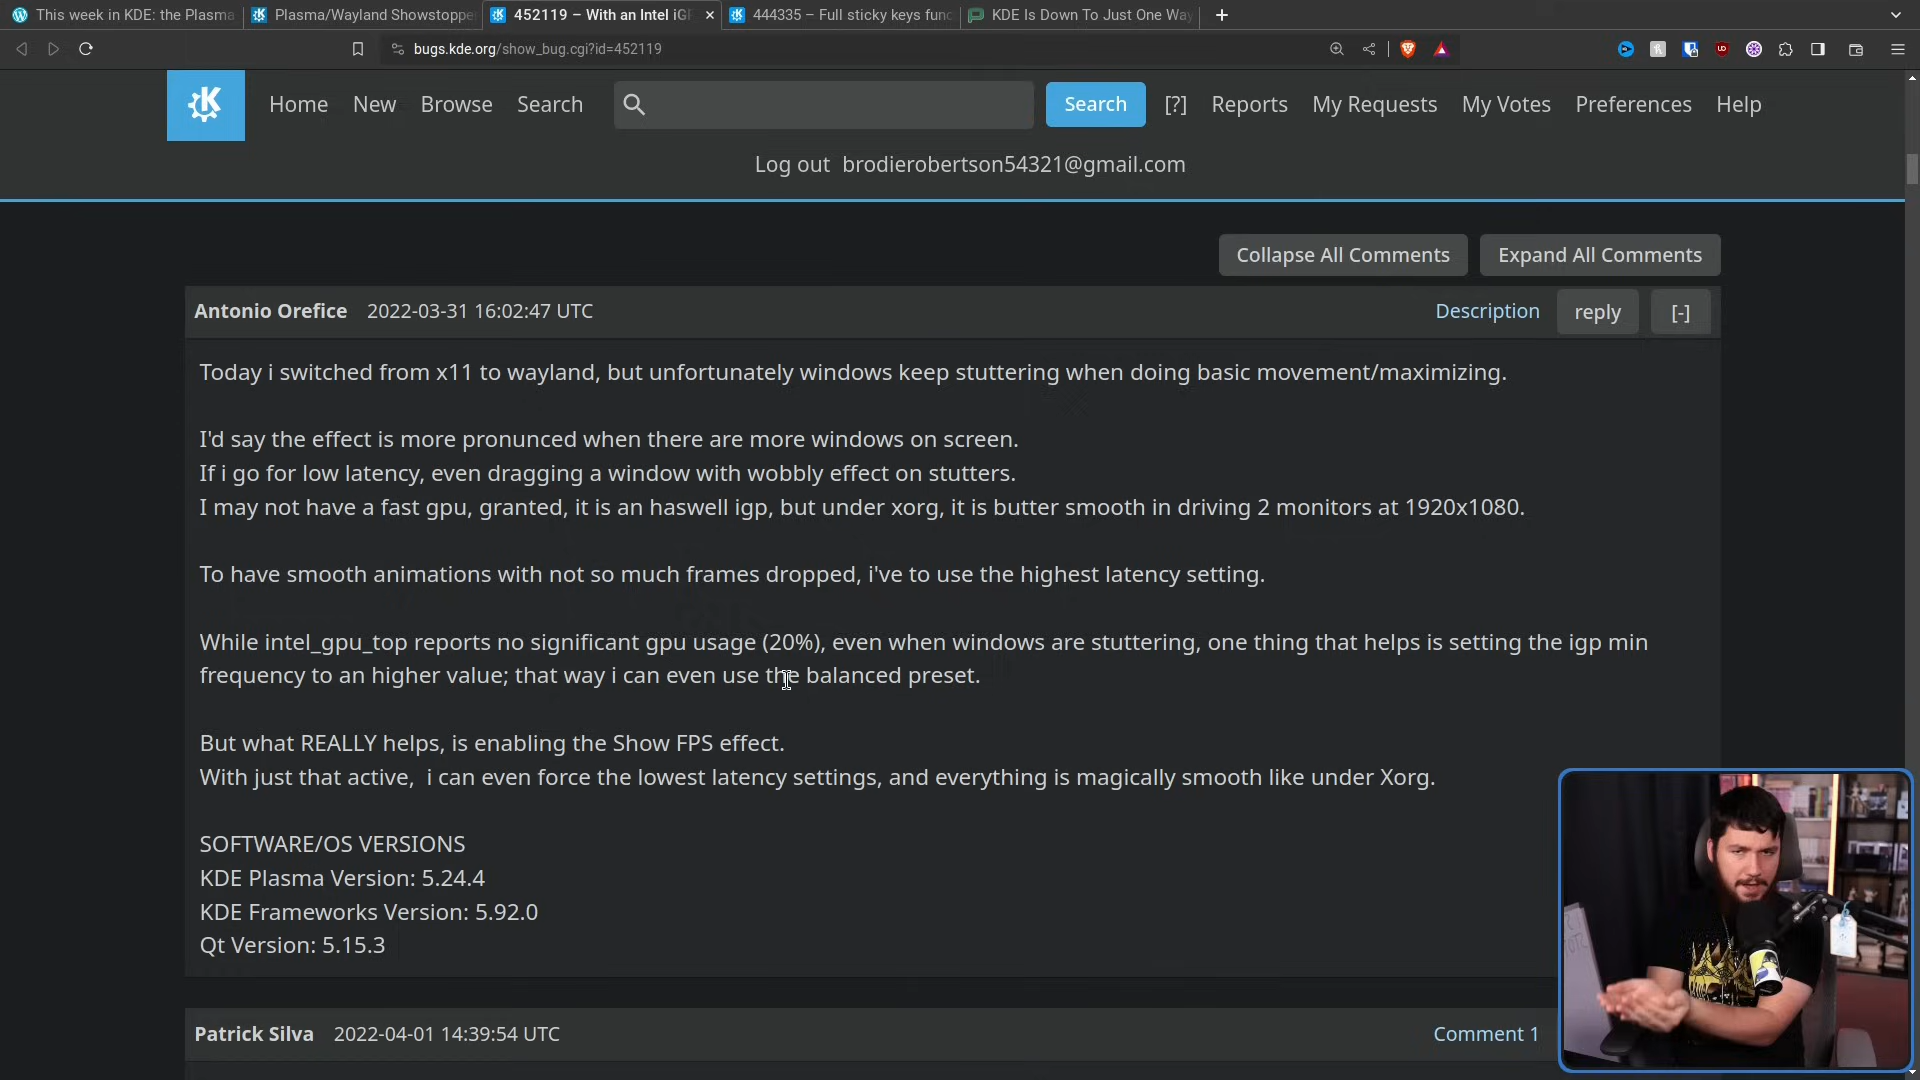 This week in KDE: the Plasma
Plasma/Wayland Showstoppe
452119 – With an Intel iGP
444335 – Full sticky keys func
KDE Is Down To Just One Way
bugs.kde.org/show_bug.cgi?id=452119
Home New Browse Search
Search [?] Reports My Requests My Votes Preferences Help
Log out brodierobertson54321@gmail.com
Collapse All Comments Expand All Comments
Antonio Orefice 2022-03-31 16:02:47 UTC Description reply [-]
Today i switched from x11 to wayland, but unfortunately windows keep stuttering when doing basic movement/maximizing.
I'd say the effect is more pronounced when there are more windows on screen.
If i go for low latency, even dragging a window with wobbly effect on stutters.
I may not have a fast gpu, granted, it is an haswell igp, but under xorg, it is butter smooth in driving 2 monitors at 1920x1080.
To have smooth animations with not so much frames dropped, i've to use the highest latency setting.
While intel_gpu_top reports no significant gpu usage (20%), even when windows are stuttering, one thing that helps is setting the igp min
frequency to an higher value; that way i can even use the balanced preset.
But what REALLY helps, is enabling the Show FPS effect.
With just that active, i can even force the lowest latency settings, and everything is magically smooth like under Xorg.
SOFTWARE/OS VERSIONS
KDE Plasma Version: 5.24.4
KDE Frameworks Version: 5.92.0
Qt Version: 5.15.3
Patrick Silva 2022-04-01 14:39:54 UTC Comment 1